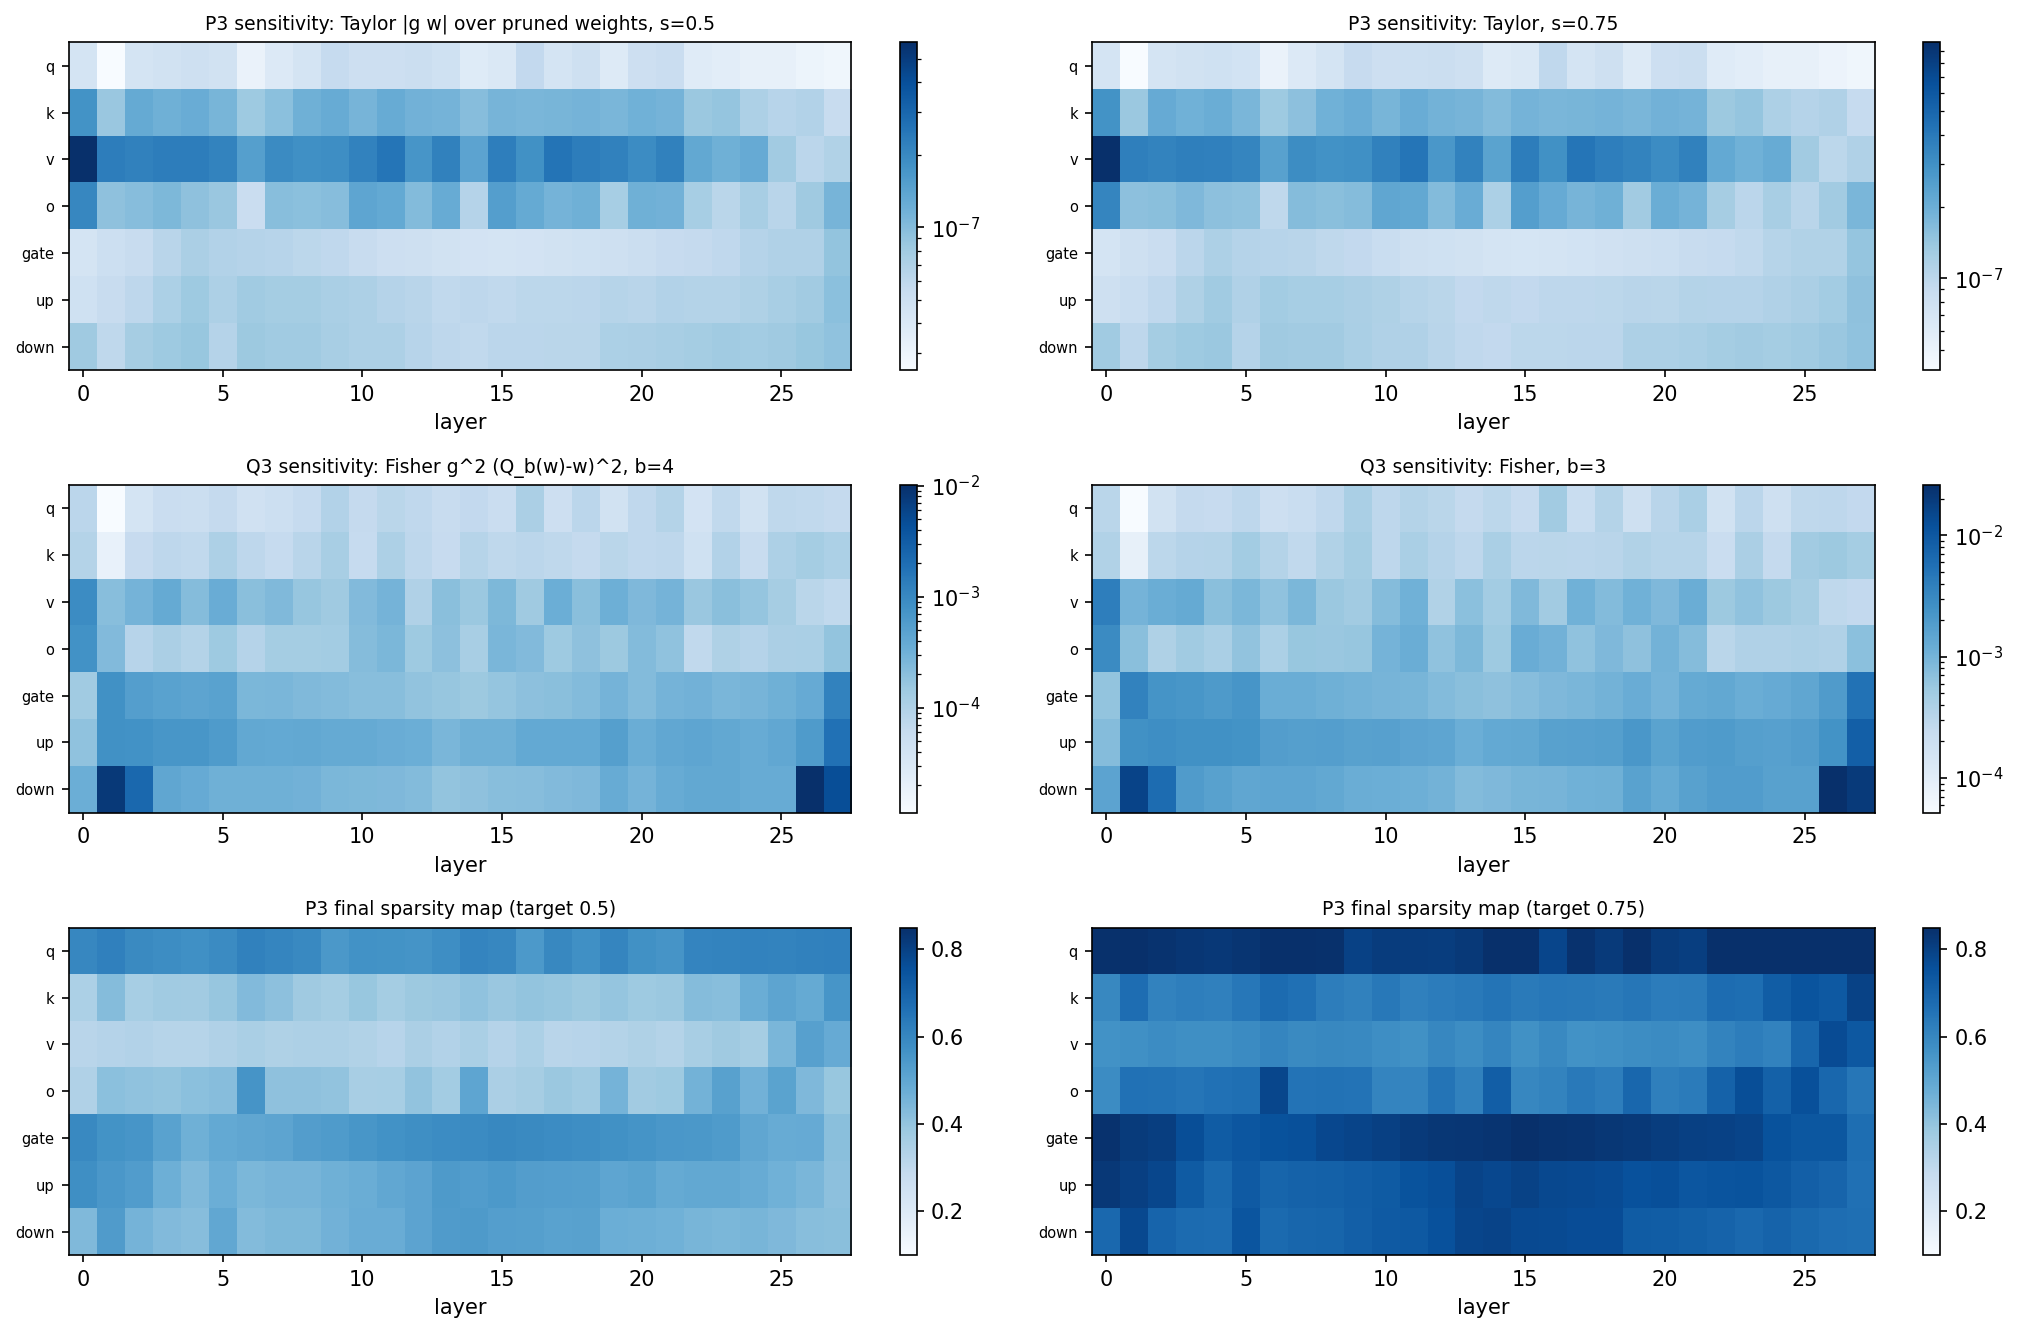 P3 sensitivity: Taylor |g w| over pruned weights, s=0.5
q
k
v
o
gate
up
down
0 5 10 15 20 25
layer
10^-7
P3 sensitivity: Taylor, s=0.75
q
k
v
o
gate
up
down
0 5 10 15 20 25
layer
10^-7
Q3 sensitivity: Fisher g^2 (Q_b(w)-w)^2, b=4
q
k
v
o
gate
up
down
0 5 10 15 20 25
layer
10^-2
10^-3
10^-4
Q3 sensitivity: Fisher, b=3
q
k
v
o
gate
up
down
0 5 10 15 20 25
layer
10^-2
10^-3
10^-4
P3 final sparsity map (target 0.5)
q
k
v
o
gate
up
down
0 5 10 15 20 25
layer
0.8
0.6
0.4
0.2
P3 final sparsity map (target 0.75)
q
k
v
o
gate
up
down
0 5 10 15 20 25
layer
0.8
0.6
0.4
0.2